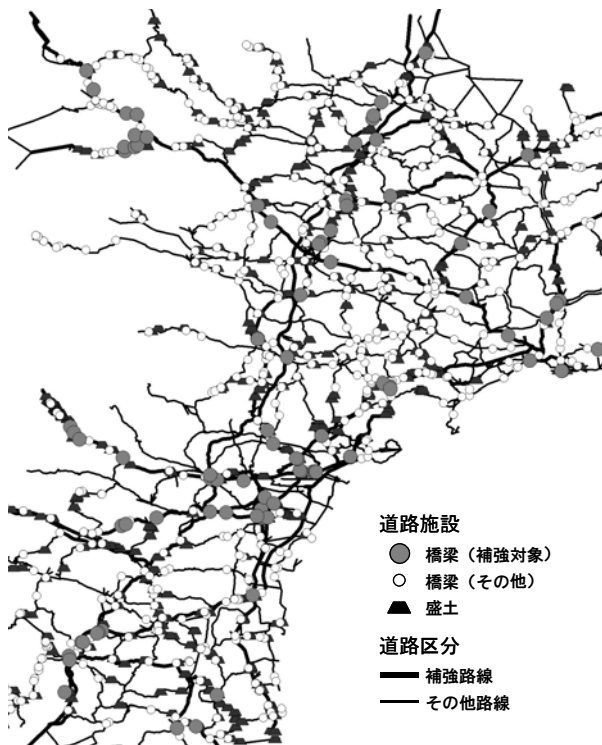 道路施設
橋梁（補強対象）
橋梁（その他）
盛土
道路区分
補強路線
その他路線